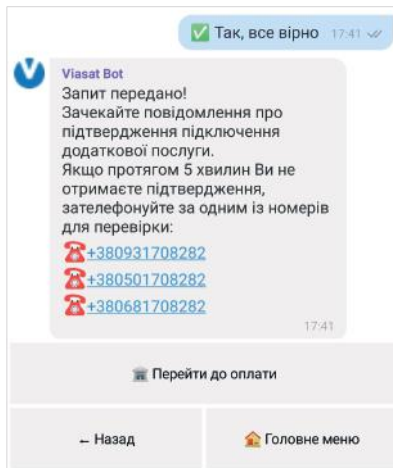 ✅ Так, все вірно 17:41
Viasat Bot
Запит передано!
Зачекайте повідомлення про
підтвердження підключення
додаткової послуги.
Якщо протягом 5 хвилин Ви не
отримаєте підтвердження,
зателефонуйте за одним із номерів
для перевірки:
☎️+380931708282
☎️+380501708282
☎️+380681708282
17:41
🏦 Перейти до оплати
← Назад
🏠 Головне меню